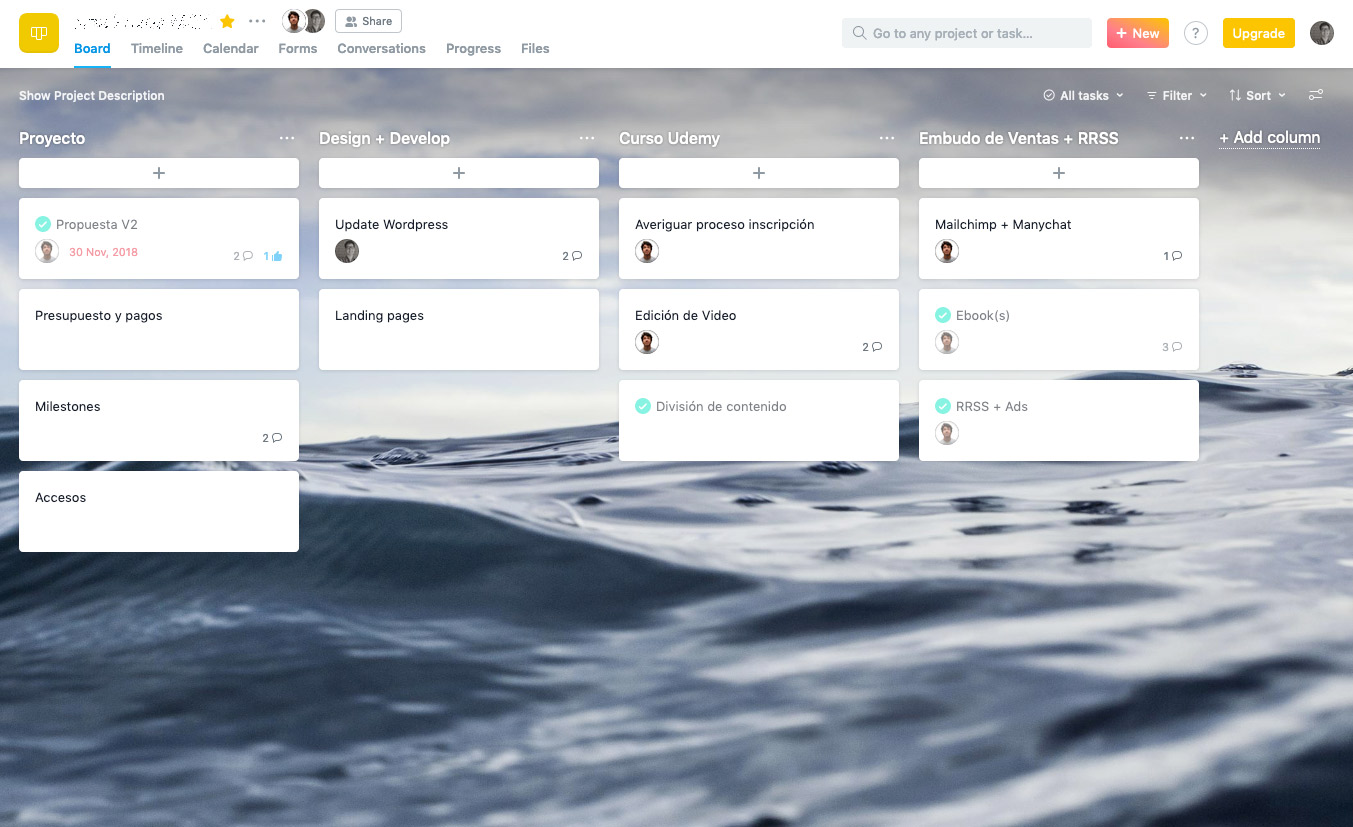 Share
Board Timeline Calendar Forms Conversations Progress Files
Go to any project or task...
+ New
?
Upgrade
Show Project Description
All tasks Filter Sort
Proyecto
Propuesta V2
30 Nov, 2018 2 1
Presupuesto y pagos
Milestones
2
Accesos
Design + Develop
Update Wordpress
2
Landing pages
Curso Udemy
Averiguar proceso inscripción
Edición de Video
2
División de contenido
Embudo de Ventas + RRSS
Mailchimp + Manychat
1
Ebook(s)
3
RRSS + Ads
+ Add column